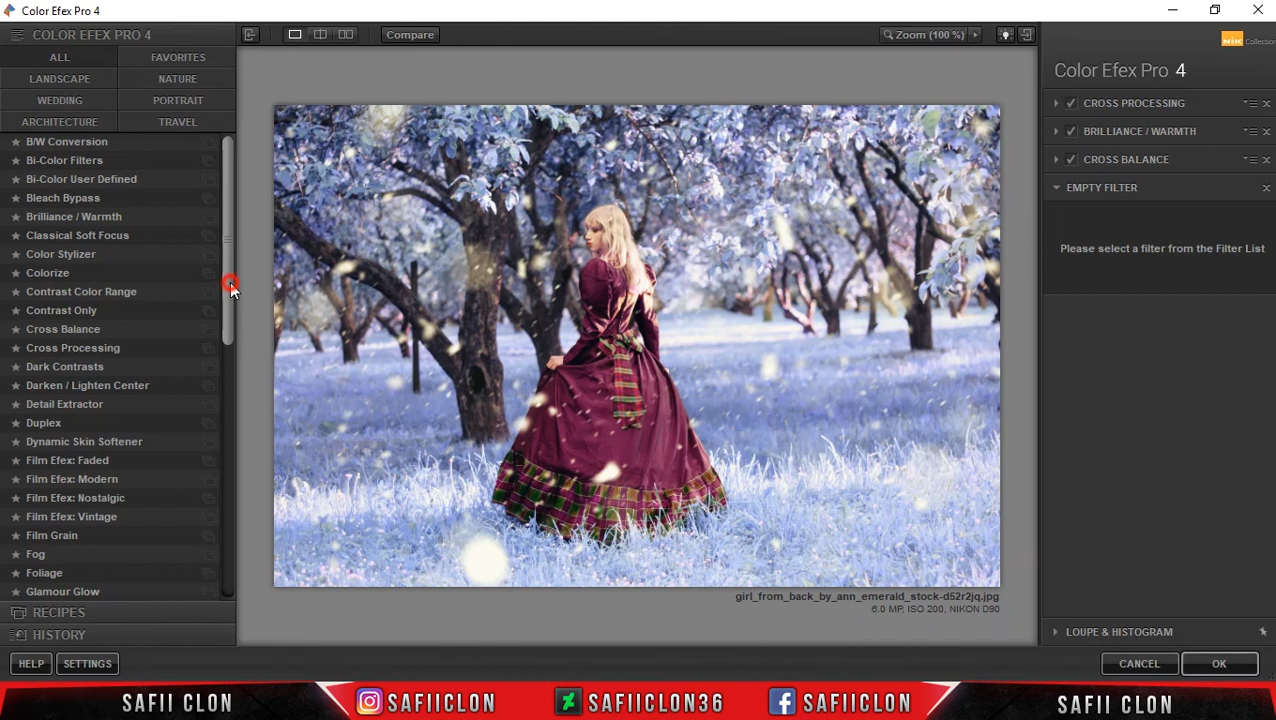 Color Efex Pro 4
COLOR EFEX PRO 4
ALL
FAVORITES
LANDSCAPE
NATURE
WEDDING
PORTRAIT
ARCHITECTURE
TRAVEL
B/W Conversion
Bi-Color Filters
Bi-Color User Defined
Bleach Bypass
Brilliance / Warmth
Classical Soft Focus
Color Stylizer
Colorize
Contrast Color Range
Contrast Only
Cross Balance
Cross Processing
Dark Contrasts
Darken / Lighten Center
Detail Extractor
Duplex
Dynamic Skin Softener
Film Efex: Faded
Film Efex: Modern
Film Efex: Nostalgic
Film Efex: Vintage
Film Grain
Fog
Foliage
Glamour Glow
RECIPES
HISTORY
HELP
SETTINGS
Compare
Zoom (100 %)
girl_from_back_by_ann_emerald_stock-d52r2jq.jpg
6.0 MP, ISO 200, NIKON D90
Nik Collection
Color Efex Pro 4
CROSS PROCESSING
BRILLIANCE / WARMTH
CROSS BALANCE
EMPTY FILTER
Please select a filter from the Filter List
LOUPE & HISTOGRAM
CANCEL
OK
SAFII CLON
SAFIICLON
SAFIICLON36
SAFIICLON
SAFII CLON